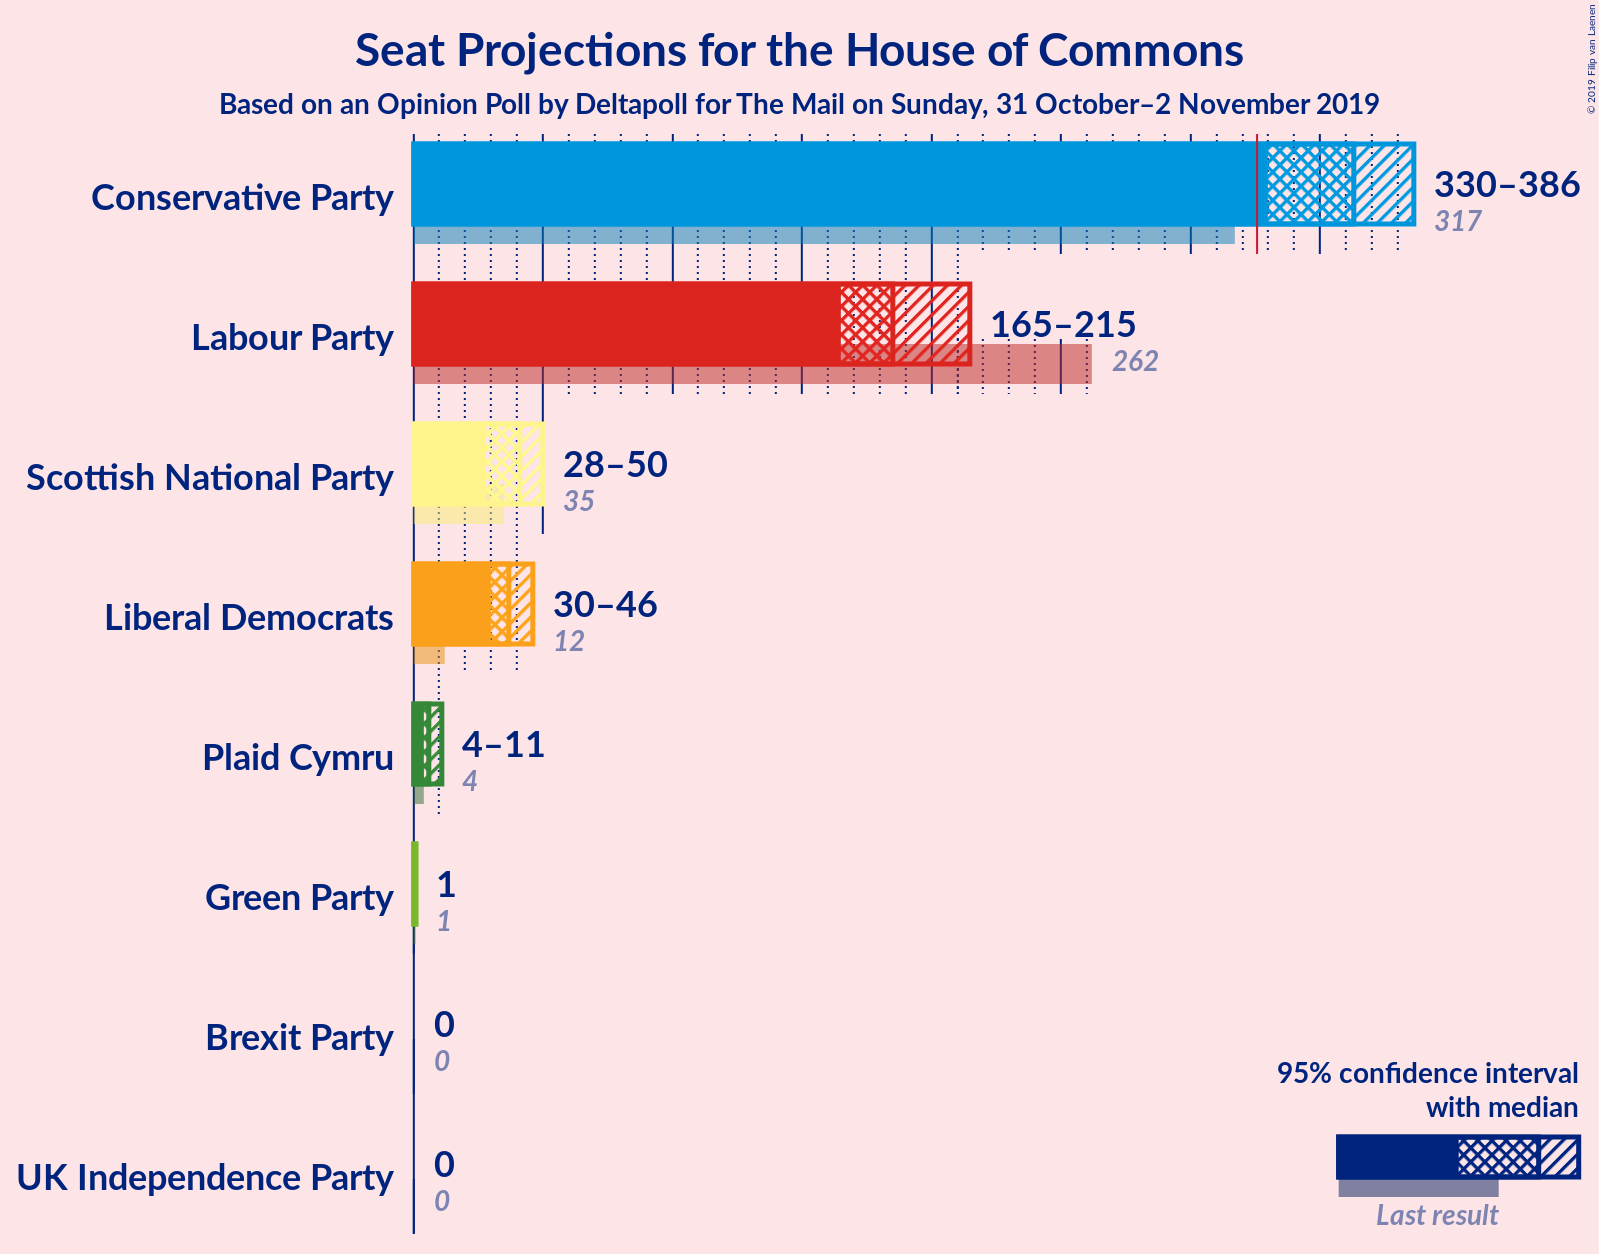 Seat Projections for the House of Commons
Based on an Opinion Poll by Deltapoll for The Mail on Sunday, 31 October–2 November 2019
© 2019 Filip van Laenen
Conservative Party
330–386
317
Labour Party
165–215
262
Scottish National Party
28–50
35
Liberal Democrats
30–46
12
Plaid Cymru
4–11
4
Green Party
1
1
Brexit Party
0
0
UK Independence Party
0
0
95% confidence interval
with median
Last result